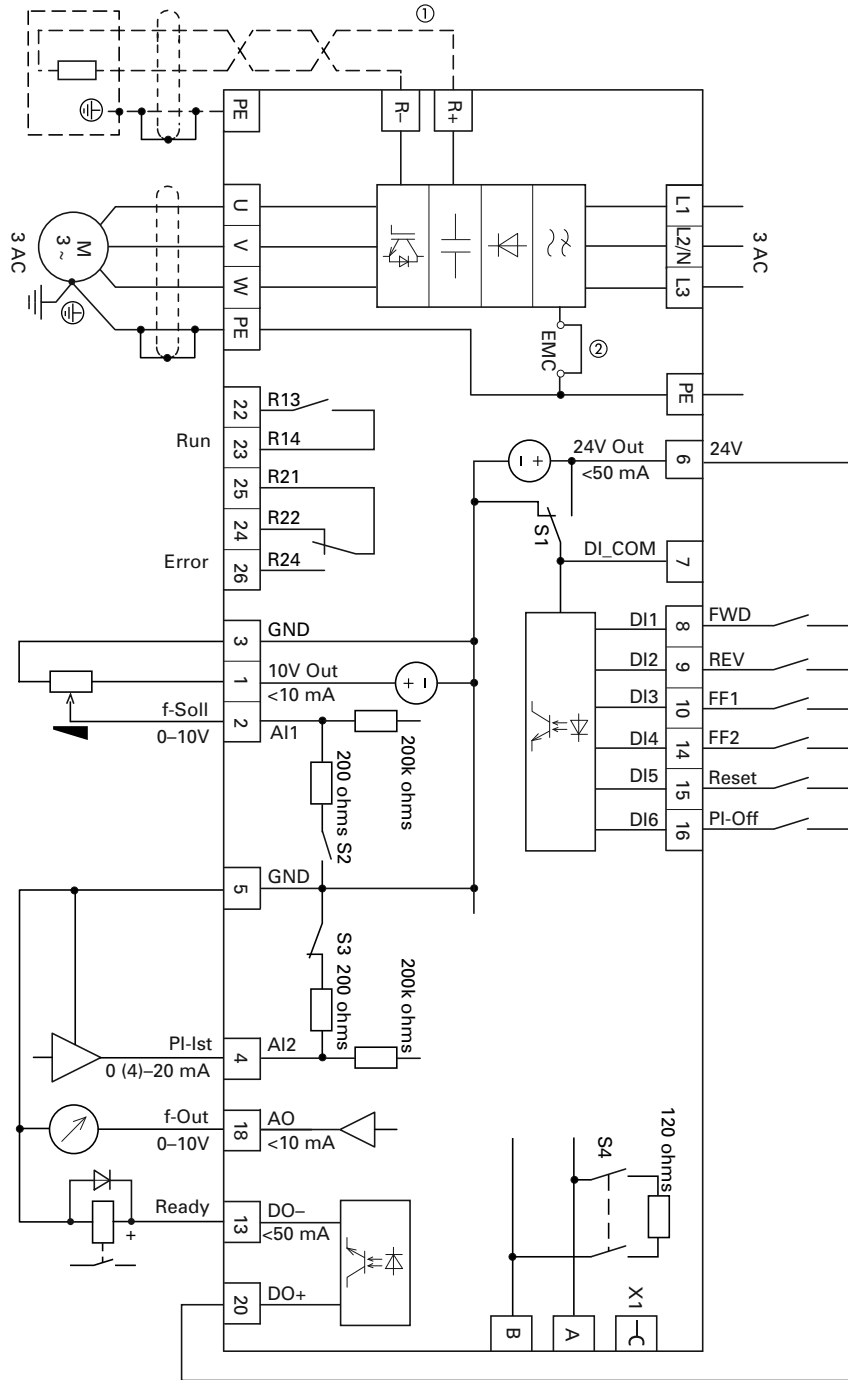 ①
PE
R–
R+
U
V
W
PE
M
3 ~
3 AC
L1
L2/N
L3
3 AC
EMC
②
PE
22 R13
Run
23 R14
25 R21
24 R22
Error
26 R24
24V Out
<50 mA
6 24V
S1
DI_COM 7
DI1 8 FWD
DI2 9 REV
DI3 10 FF1
DI4 14 FF2
DI5 15 Reset
DI6 16 PI-Off
3 GND
1 10V Out
<10 mA
f-Soll
0–10V
2 AI1
200k ohms
200 ohms
S2
5 GND
S3
200 ohms
200k ohms
PI-Ist
0 (4)–20 mA
4 AI2
f-Out
0–10V
18 AO
<10 mA
Ready
+
13 DO–
<50 mA
20 DO+
S4
120 ohms
X1
B
A
– +
+ -